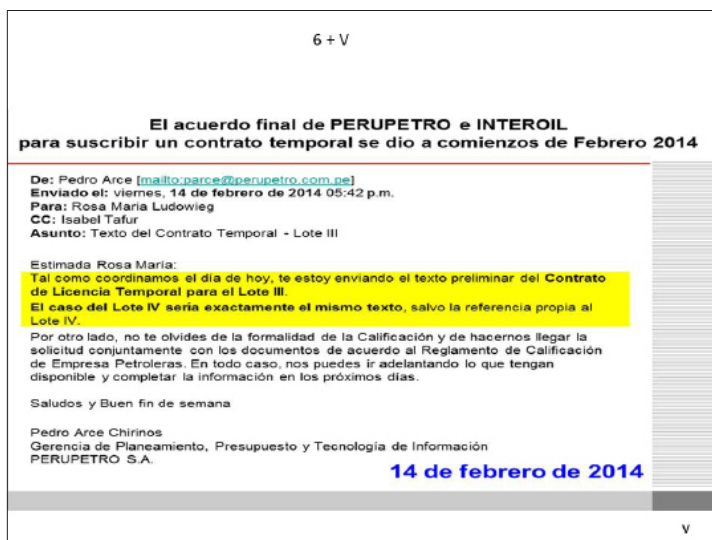 6 + V
El acuerdo final de PERUPETRO e INTEROIL
para suscribir un contrato temporal se dio a comienzos de Febrero 2014
De: Pedro Arce [mailto:parce@perupetro.com.pe]
Enviado el: viernes, 14 de febrero de 2014 05:42 p.m.
Para: Rosa Maria Ludowieg
CC: Isabel Tafur
Asunto: Texto del Contrato Temporal - Lote III
Estimada Rosa María:
Tal como coordinamos el día de hoy, te estoy enviando el texto preliminar del Contrato
de Licencia Temporal para el Lote III.
El caso del Lote IV sería exactamente el mismo texto, salvo la referencia propia al
Lote IV.
Por otro lado, no te olvides de la formalidad de la Calificación y de hacernos llegar la
solicitud conjuntamente con los documentos de acuerdo al Reglamento de Calificación
de Empresa Petroleras. En todo caso, nos puedes ir adelantando lo que tengan
disponible y completar la información en los próximos días.
Saludos y Buen fin de semana
Pedro Arce Chirinos
Gerencia de Planeamiento, Presupuesto y Tecnología de Información
PERUPETRO S.A.
14 de febrero de 2014
v